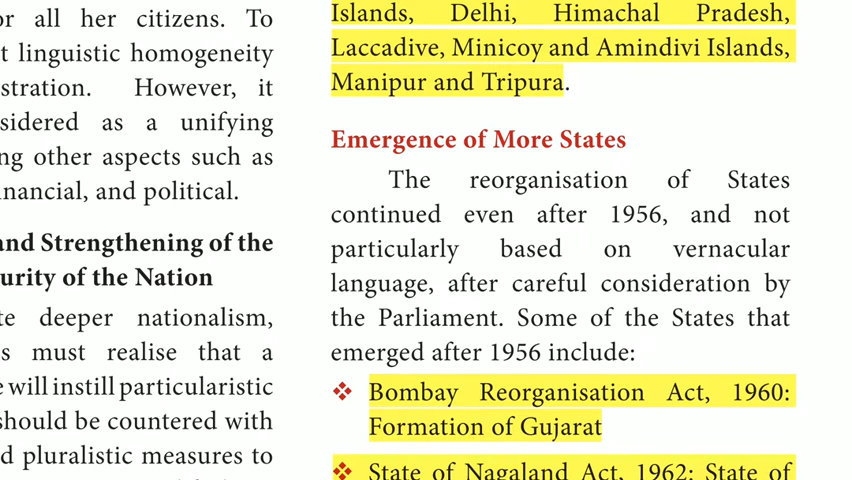 or all her citizens. To
t linguistic homogeneity
stration. However, it
sidered as a unifying
ng other aspects such as
nancial, and political.
and Strengthening of the
urity of the Nation
te deeper nationalism,
s must realise that a
e will instill particularistic
should be countered with
d pluralistic measures to
Islands, Delhi, Himachal Pradesh,
Laccadive, Minicoy and Amindivi Islands,
Manipur and Tripura.
Emergence of More States
The reorganisation of States
continued even after 1956, and not
particularly based on vernacular
language, after careful consideration by
the Parliament. Some of the States that
emerged after 1956 include:
❖ Bombay Reorganisation Act, 1960:
Formation of Gujarat
❖ State of Nagaland Act, 1962: State of